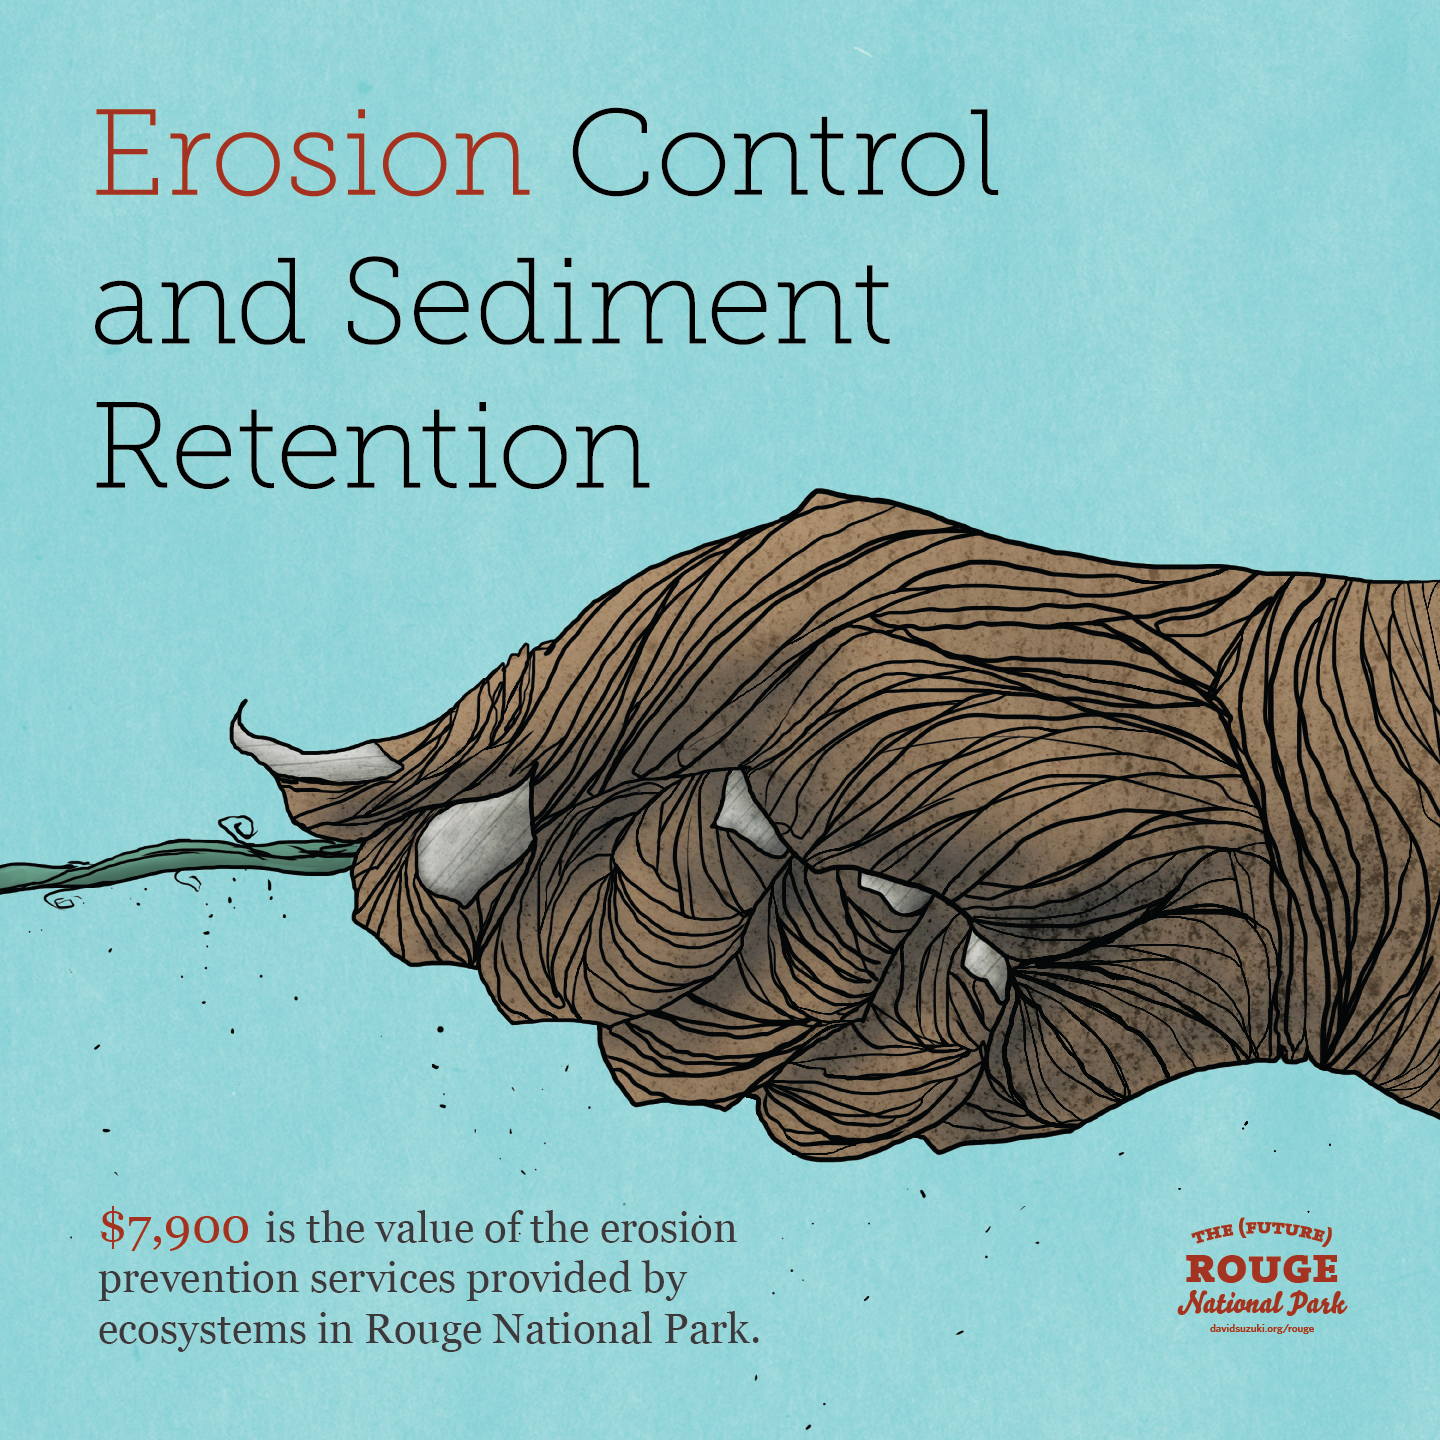 Erosion Control
and Sediment
Retention
$7,900 is the value of the erosion
prevention services provided by
ecosystems in Rouge National Park.
THE (FUTURE)
ROUGE
National Park
davidsuzuki.org/rouge